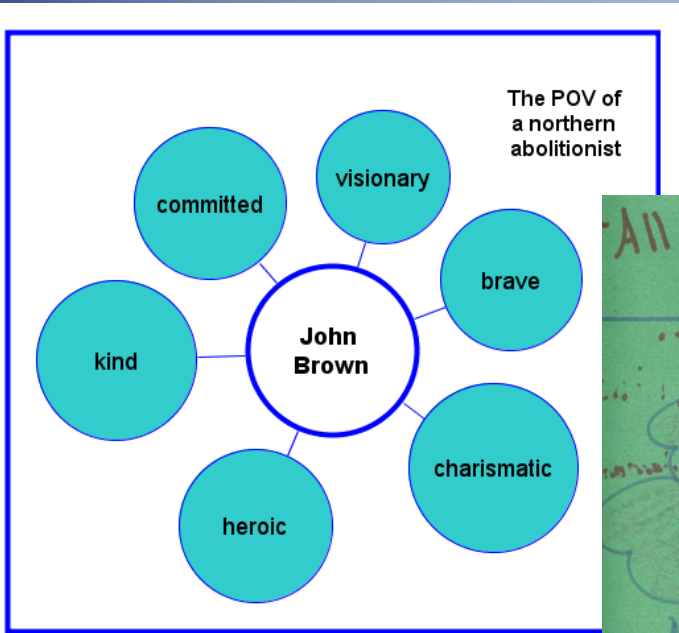 The POV of
a northern
abolitionist
visionary
committed
brave
John
Brown
kind
charismatic
heroic
All